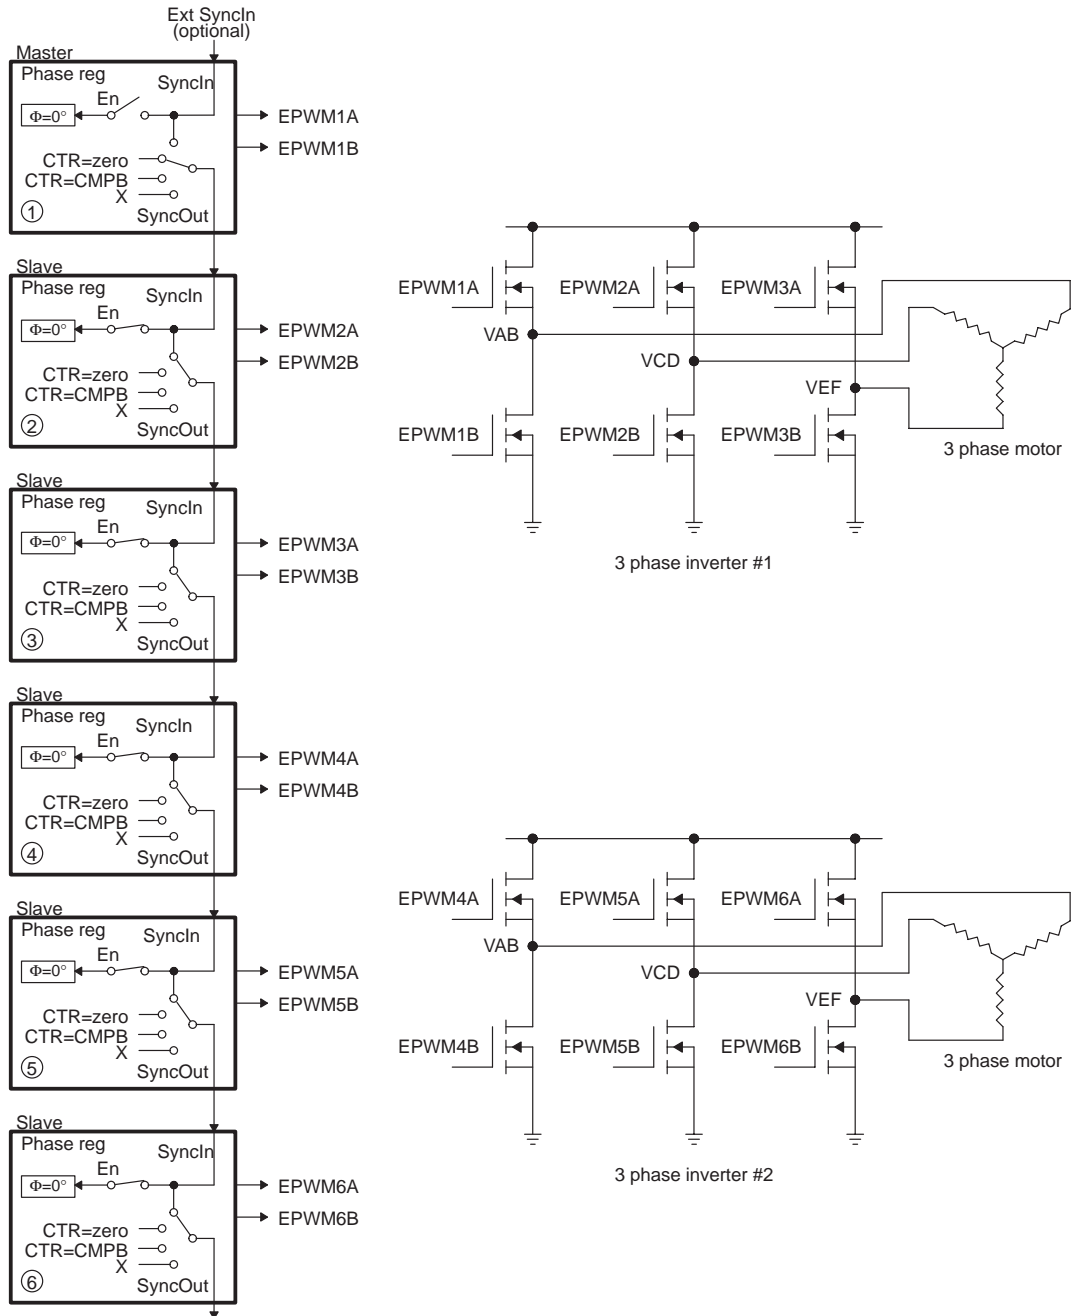 Ext SyncIn
(optional)
Master
Phase reg
SyncIn
En
Φ=0°
EPWM1A
EPWM1B
CTR=zero
CTR=CMPB
X
1
SyncOut
Slave
Phase reg
SyncIn
En
Φ=0°
EPWM2A
EPWM2B
CTR=zero
CTR=CMPB
X
2
SyncOut
Slave
Phase reg
SyncIn
En
Φ=0°
EPWM3A
EPWM3B
CTR=zero
CTR=CMPB
X
3
SyncOut
Slave
Phase reg
SyncIn
En
Φ=0°
EPWM4A
EPWM4B
CTR=zero
CTR=CMPB
X
4
SyncOut
Slave
Phase reg
SyncIn
En
Φ=0°
EPWM5A
EPWM5B
CTR=zero
CTR=CMPB
X
5
SyncOut
Slave
Phase reg
SyncIn
En
Φ=0°
EPWM6A
EPWM6B
CTR=zero
CTR=CMPB
X
6
SyncOut
EPWM1A
EPWM2A
EPWM3A
VAB
VCD
VEF
EPWM1B
EPWM2B
EPWM3B
3 phase motor
3 phase inverter #1
EPWM4A
EPWM5A
EPWM6A
VAB
VCD
VEF
EPWM4B
EPWM5B
EPWM6B
3 phase motor
3 phase inverter #2